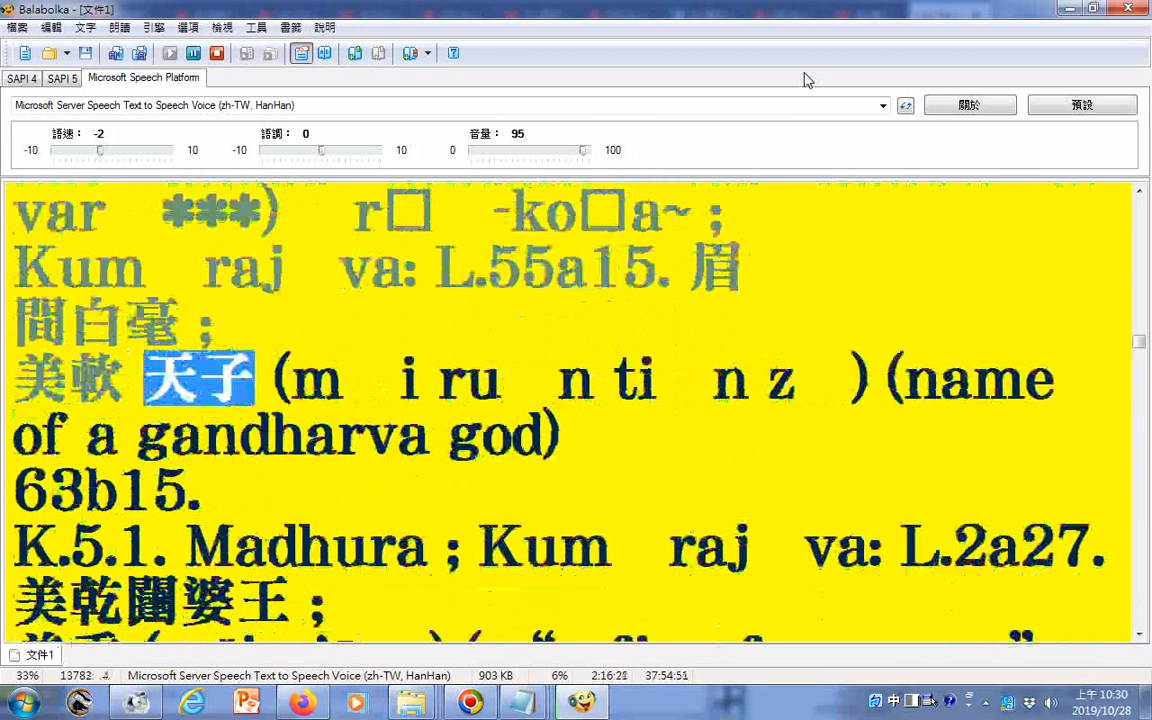 Balabolka - [文件1]
檔案 編輯 文字 朗讀 引擎 選項 檢視 工具 書籤 說明
SAPI 4 SAPI 5 Microsoft Speech Platform
Microsoft Server Speech Text to Speech Voice (zh-TW, HanHan) 關於 預設
語速： -2 語調： 0 音量： 95
-10 10 -10 10 0 100
var ***) r□ -ko□a~ ;
Kum raj va: L.55a15. 眉
間白毫 ;
美軟 天子 (m i ru n ti n z )(name
of a gandharva god)
63b15.
K.5.1. Madhura ; Kum raj va: L.2a27.
美乾闥婆王 ;
文件1
33% 13782 .4 Microsoft Server Speech Text to Speech Voice (zh-TW, HanHan) 903 KB 6% 2:16:21 37:54:51
中 上午 10:30
2019/10/28